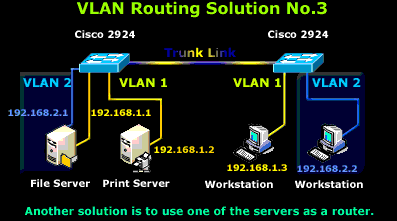 VLAN Routing Solution No.3
Cisco 2924
Cisco 2924
Trunk Link
VLAN 2
VLAN 1
VLAN 1
VLAN 2
192.168.2.1
192.168.1.1
192.168.1.2
192.168.1.3
192.168.2.2
File Server
Print Server
Workstation
Workstation
Another solution is to use one of the servers as a router.